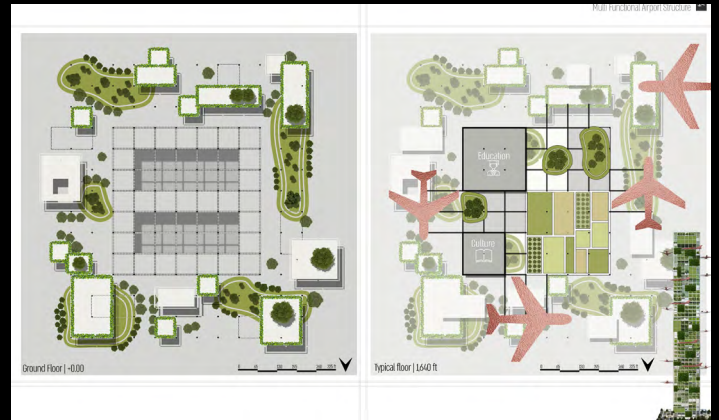 Multi Functional Airport Structure
Education
Culture
Ground Floor | +0.00
Typical floor | 1,640 ft